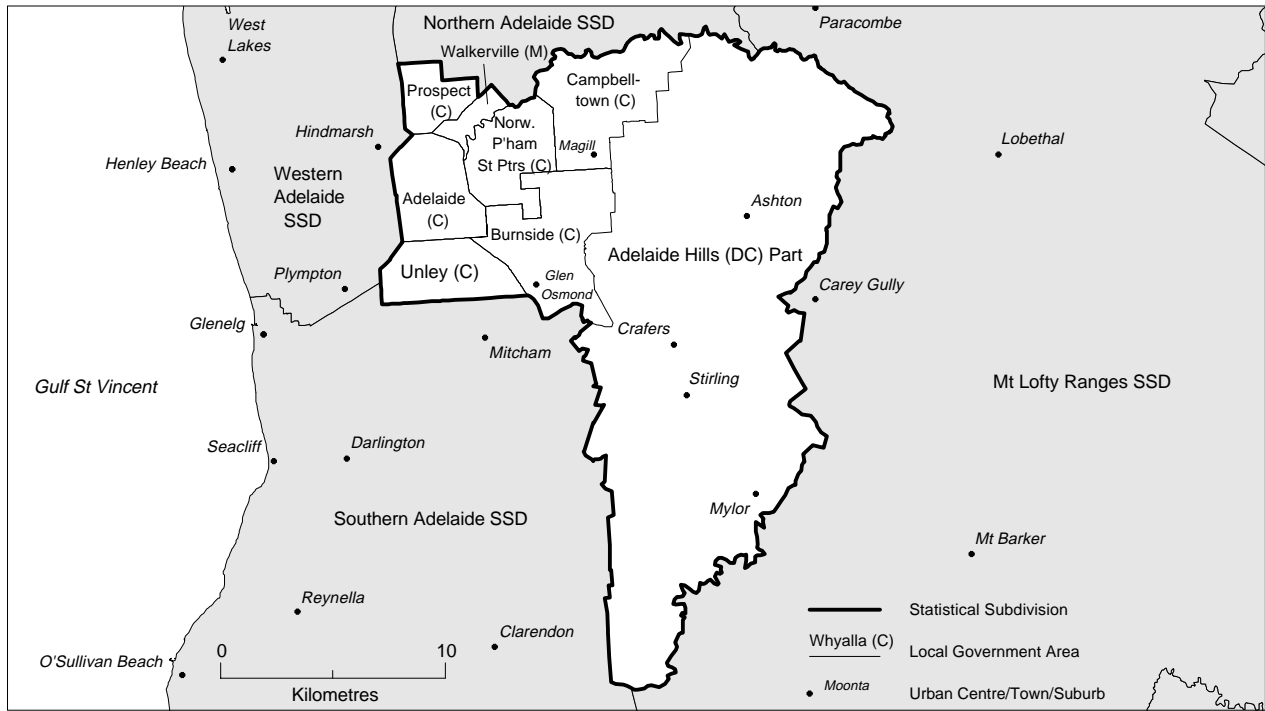 Northern Adelaide SSD
Paracombe
West
Lakes
Walkerville (M)
Campbell-
town (C)
Prospect
(C)
Norw.
P'ham
St Ptrs (C)
Magill
Hindmarsh
Henley Beach
Lobethal
Western
Adelaide
SSD
Adelaide
(C)
Ashton
Burnside (C)
Adelaide Hills (DC) Part
Unley (C)
Glen
Osmond
Plympton
Carey Gully
Glenelg
Crafers
Mitcham
Gulf St Vincent
Stirling
Mt Lofty Ranges SSD
Seacliff
Darlington
Mylor
Southern Adelaide SSD
Mt Barker
Reynella
Clarendon
O'Sullivan Beach
0
10
Kilometres
Statistical Subdivision
Whyalla (C)
Local Government Area
Moonta
Urban Centre/Town/Suburb